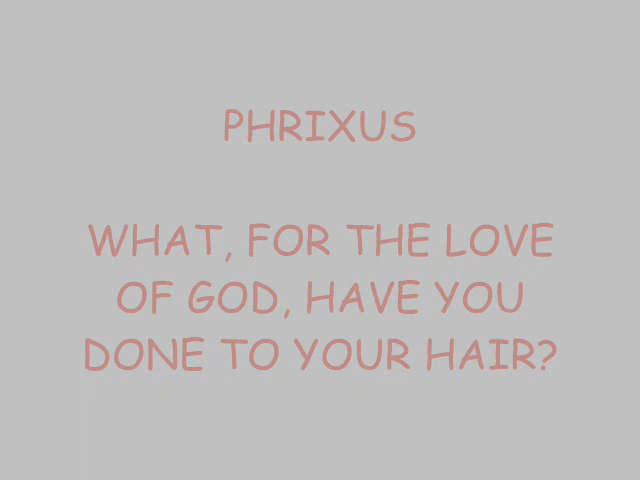 PHRIXUS
WHAT, FOR THE LOVE
OF GOD, HAVE YOU
DONE TO YOUR HAIR?